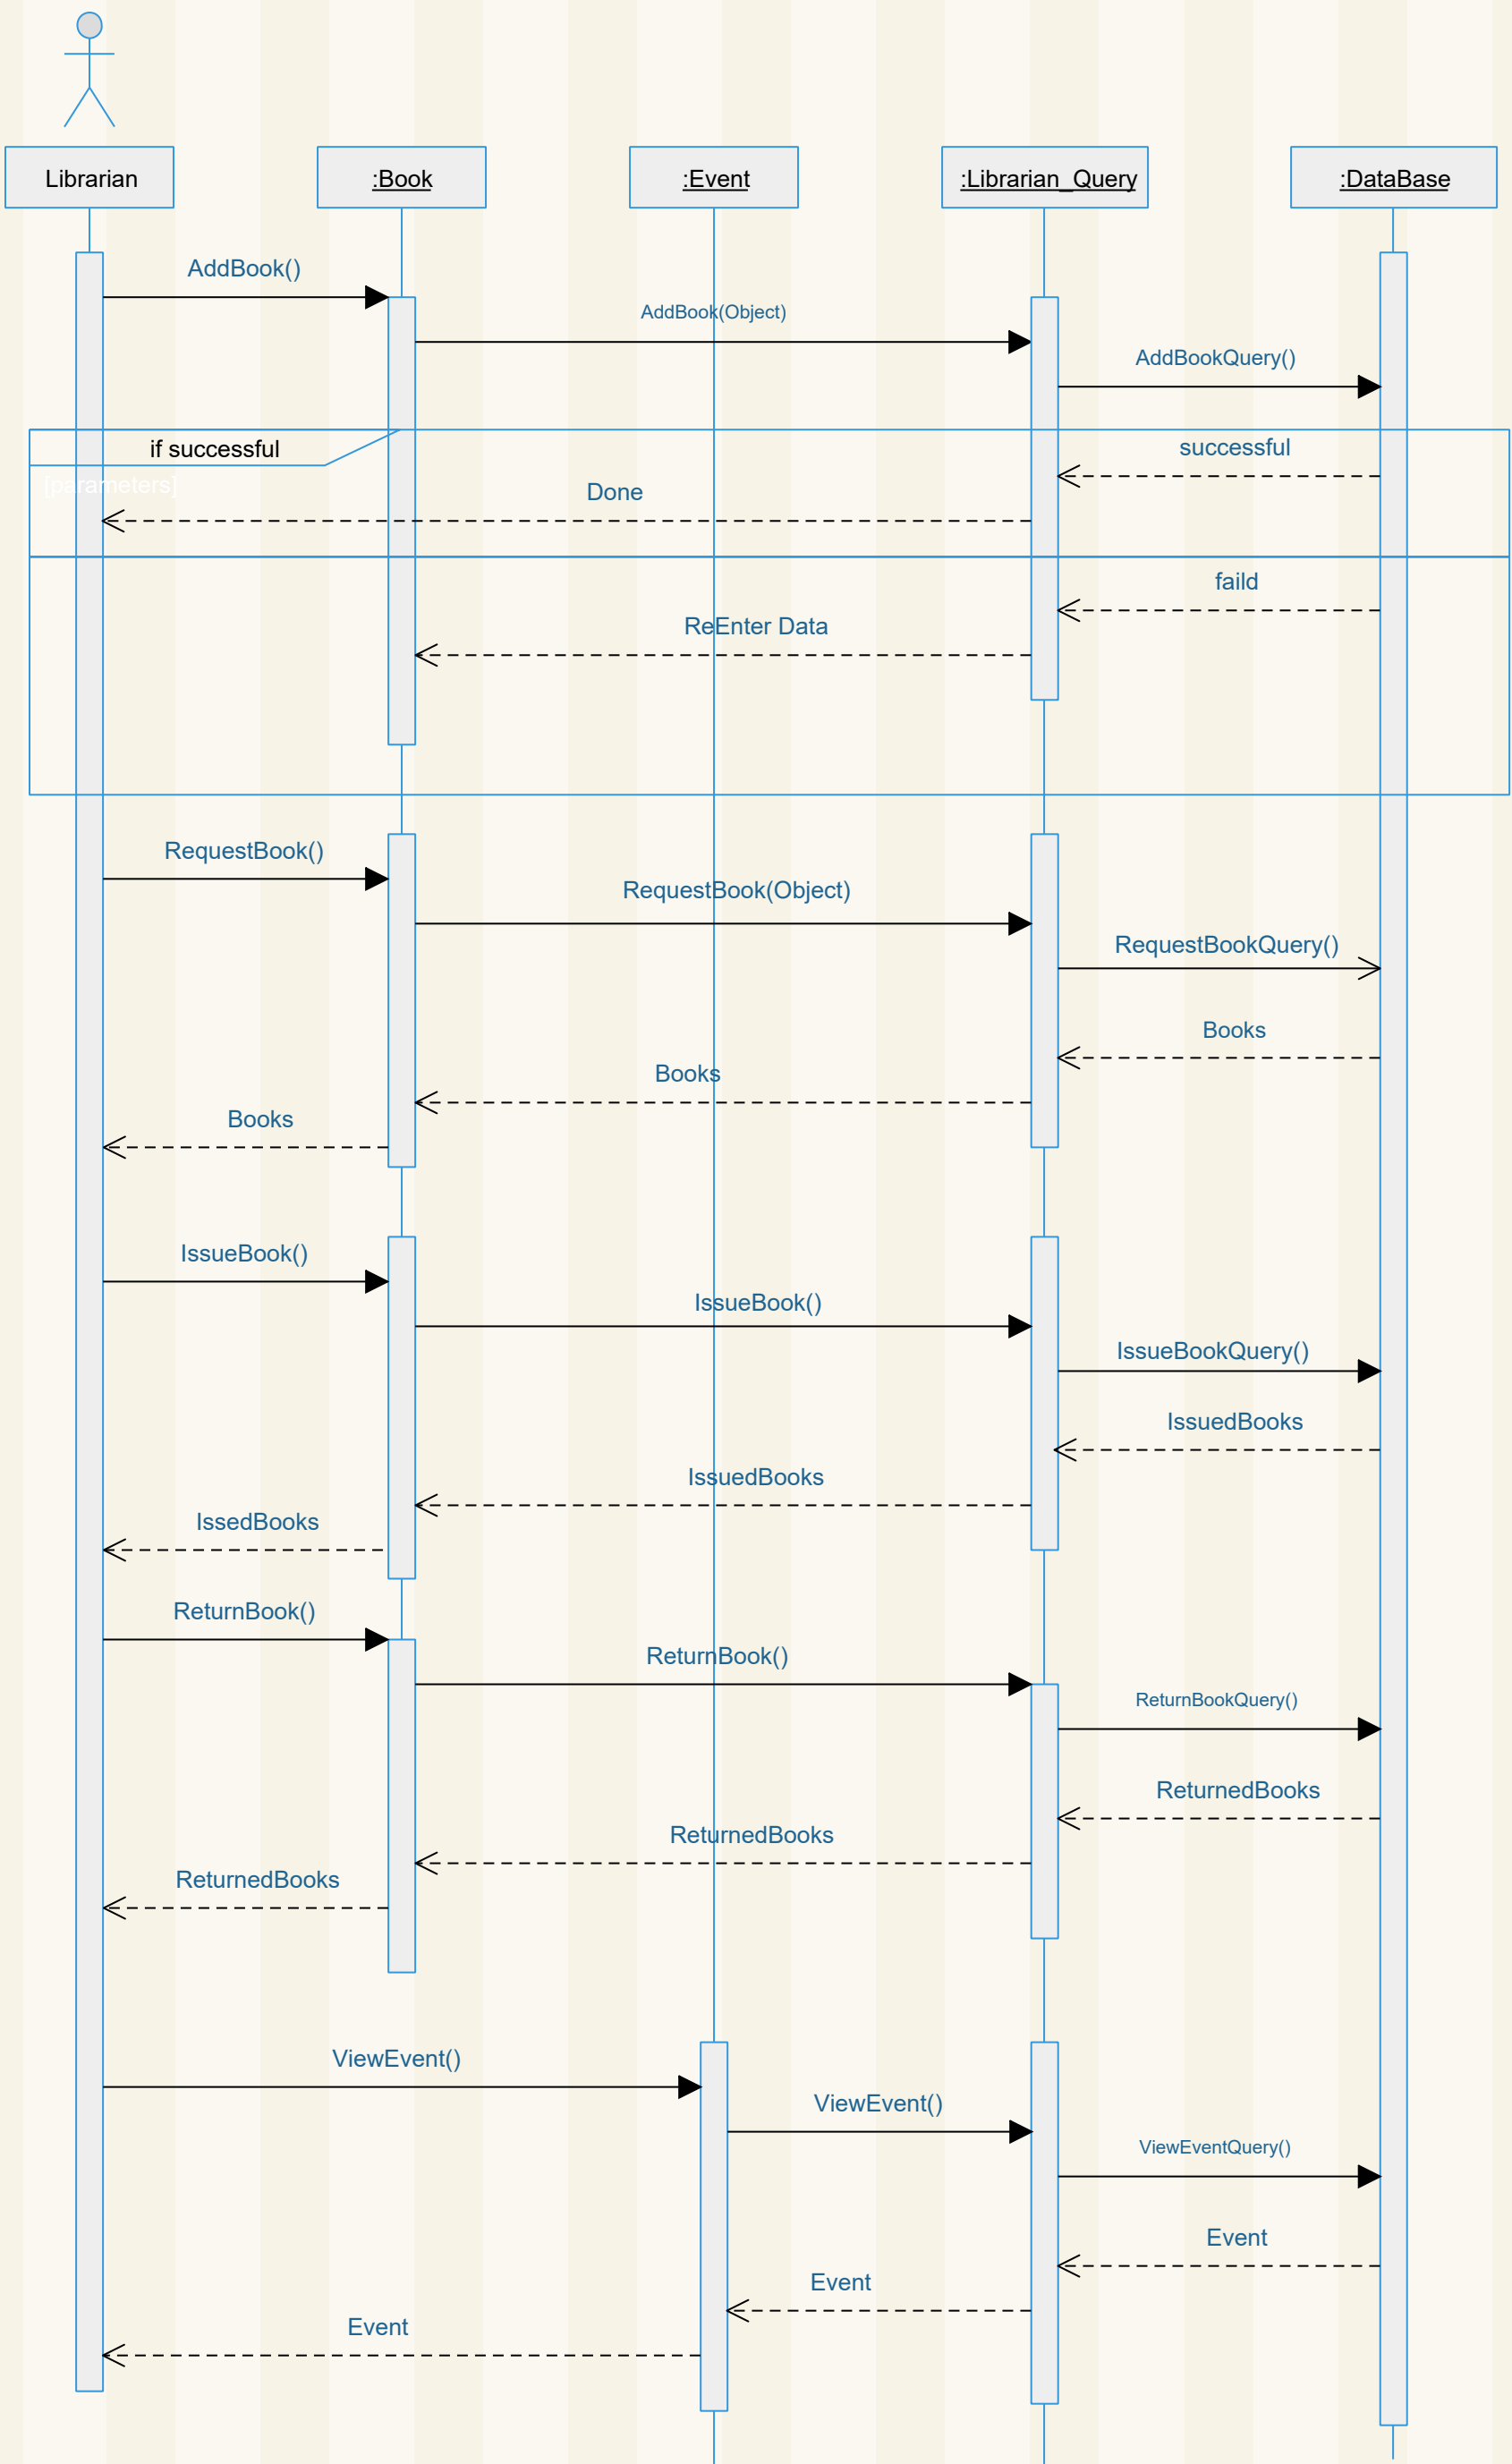 Librarian
:Book
:Event
:Librarian_Query
:DataBase
AddBook()
AddBook(Object)
AddBookQuery()
if successful
successful
[parameters]
Done
faild
ReEnter Data
RequestBook()
RequestBook(Object)
RequestBookQuery()
Books
Books
Books
IssueBook()
IssueBook()
IssueBookQuery()
IssuedBooks
IssuedBooks
IssedBooks
ReturnBook()
ReturnBook()
ReturnBookQuery()
ReturnedBooks
ReturnedBooks
ReturnedBooks
ViewEvent()
ViewEvent()
ViewEventQuery()
Event
Event
Event